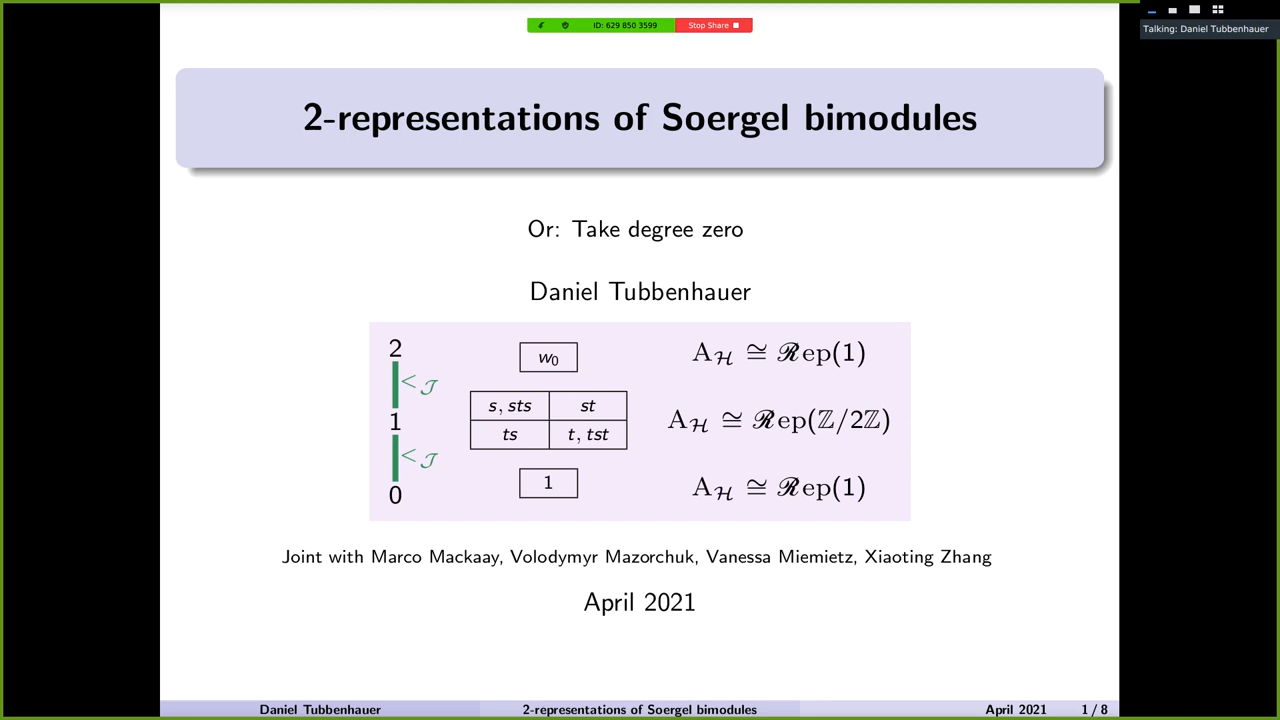 ID: 629 850 3599 Stop Share
Talking: Daniel Tubbenhauer
2-representations of Soergel bimodules
Or: Take degree zero
Daniel Tubbenhauer
2 w₀ A_ℋ ≅ ℛep(1)
<_𝒥
s, sts st
1 A_ℋ ≅ ℛep(ℤ/2ℤ)
ts t, tst
<_𝒥
0 1 A_ℋ ≅ ℛep(1)
Joint with Marco Mackaay, Volodymyr Mazorchuk, Vanessa Miemietz, Xiaoting Zhang
April 2021
Daniel Tubbenhauer 2-representations of Soergel bimodules April 2021 1 / 8